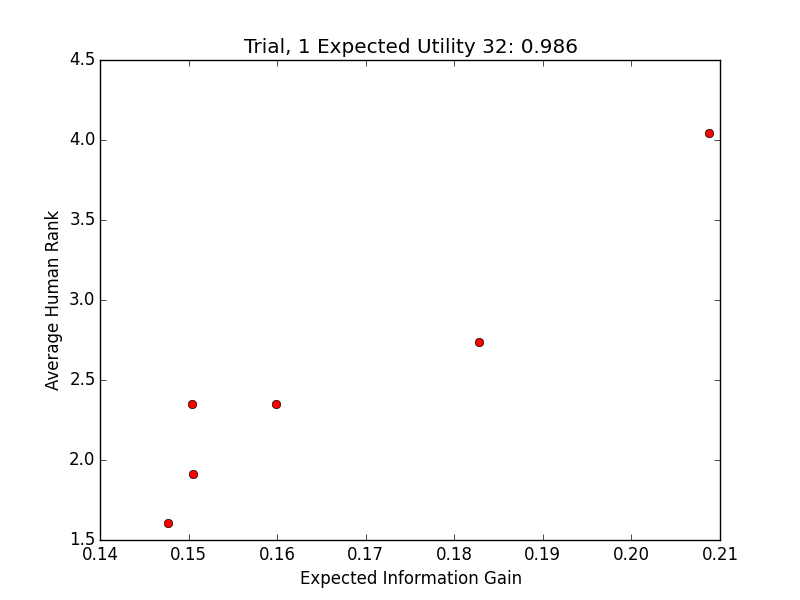 Trial, 1 Expected Utility 32: 0.986
4.5
4.0
3.5
3.0
2.5
2.0
1.5
Average Human Rank
0.14 0.15 0.16 0.17 0.18 0.19 0.20 0.21
Expected Information Gain